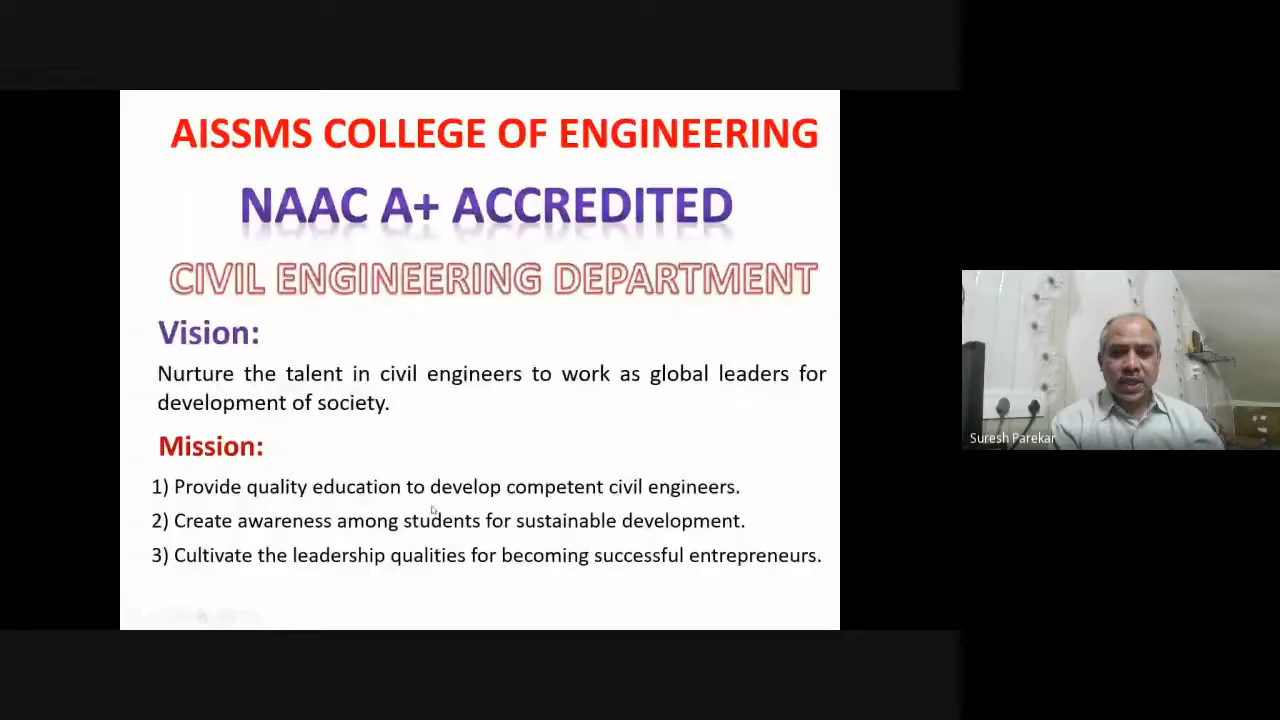 AISSMS COLLEGE OF ENGINEERING
NAAC A+ ACCREDITED
CIVIL ENGINEERING DEPARTMENT
Vision:
Nurture the talent in civil engineers to work as global leaders for
development of society.
Mission:
1) Provide quality education to develop competent civil engineers.
2) Create awareness among students for sustainable development.
3) Cultivate the leadership qualities for becoming successful entrepreneurs.
Suresh Parekar